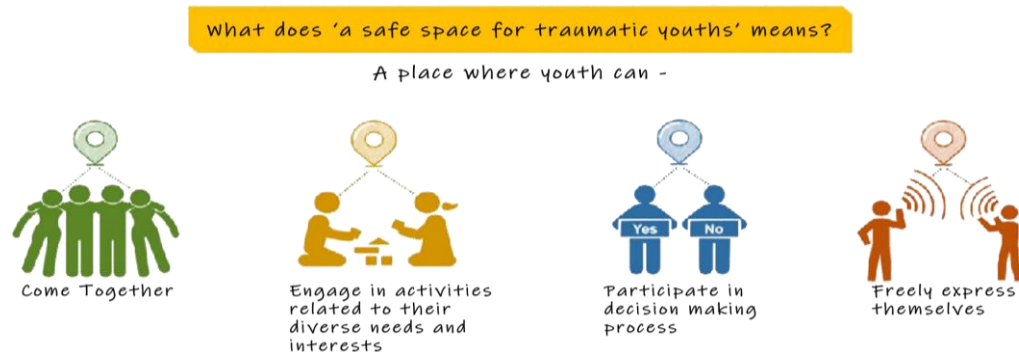 What does 'a safe space for traumatic youths' means?
A place where youth can -
Yes
No
Come Together
Engage in activities
related to their
diverse needs and
interests
Participate in
decision making
process
Freely express
themselves